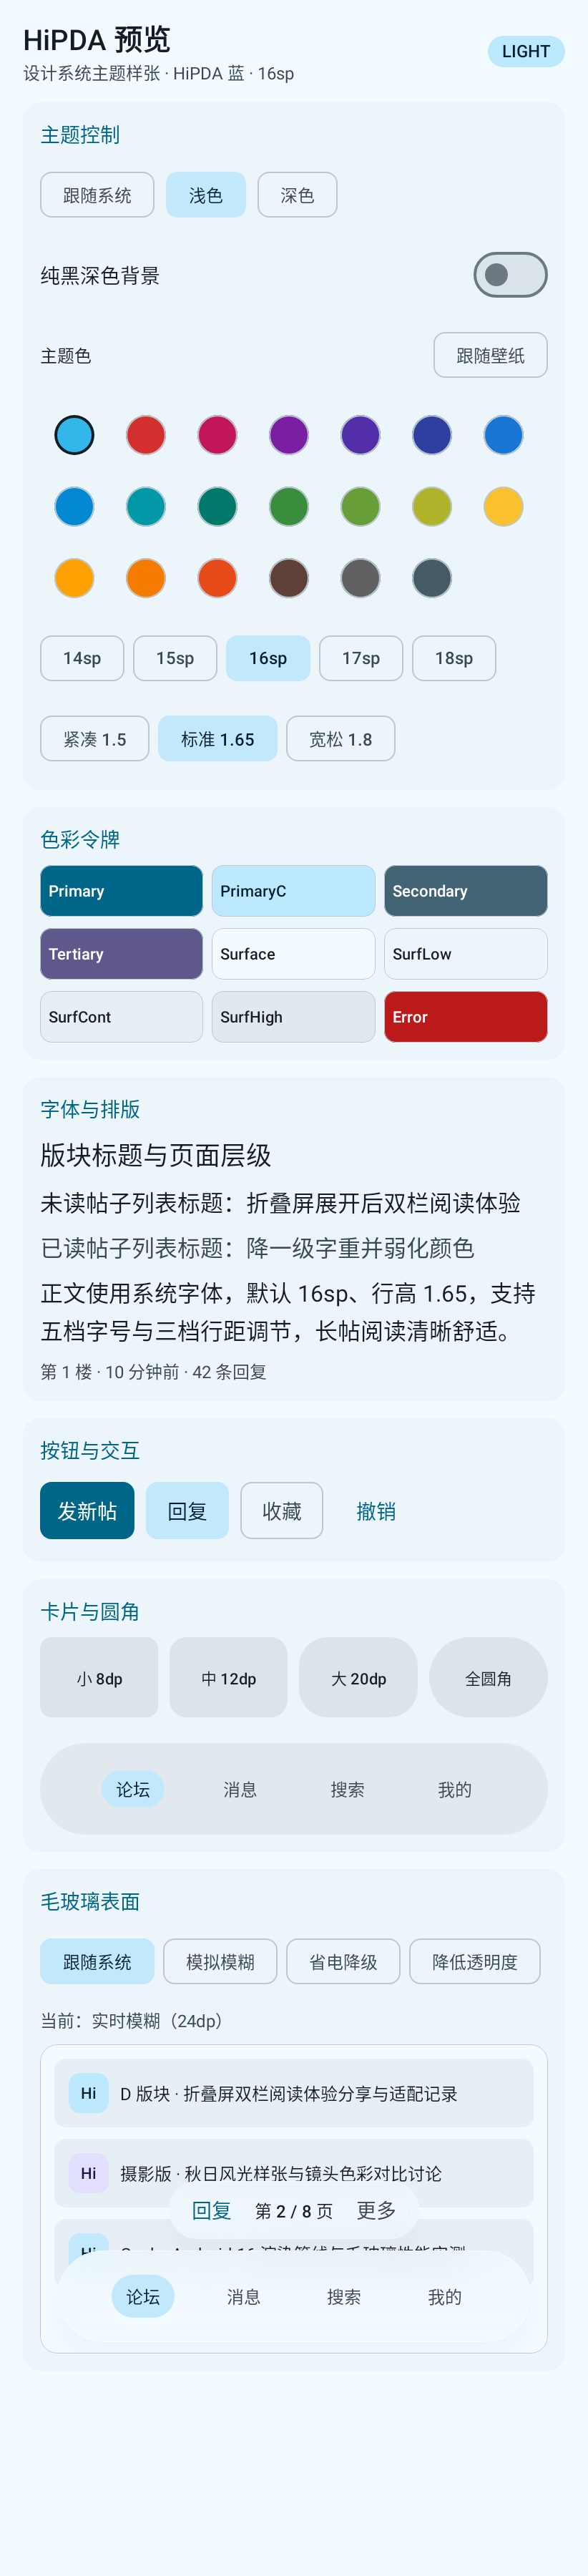 HiPDA 预览
LIGHT
设计系统主题样张 · HiPDA 蓝 · 16sp
主题控制
跟随系统
浅色
深色
纯黑深色背景
主题色
跟随壁纸
14sp
15sp
16sp
17sp
18sp
紧凑 1.5
标准 1.65
宽松 1.8
色彩令牌
Primary
PrimaryC
Secondary
Tertiary
Surface
SurfLow
SurfCont
SurfHigh
Error
字体与排版
版块标题与页面层级
未读帖子列表标题：折叠屏展开后双栏阅读体验
已读帖子列表标题：降一级字重并弱化颜色
正文使用系统字体，默认 16sp、行高 1.65，支持
五档字号与三档行距调节，长帖阅读清晰舒适。
第 1 楼 · 10 分钟前 · 42 条回复
按钮与交互
发新帖
回复
收藏
撤销
卡片与圆角
小 8dp
中 12dp
大 20dp
全圆角
论坛
消息
搜索
我的
毛玻璃表面
跟随系统
模拟模糊
省电降级
降低透明度
当前：实时模糊（24dp）
Hi
D 版块 · 折叠屏双栏阅读体验分享与适配记录
Hi
摄影版 · 秋日风光样张与镜头色彩对比讨论
回复
第 2 / 8 页
更多
论坛
消息
搜索
我的